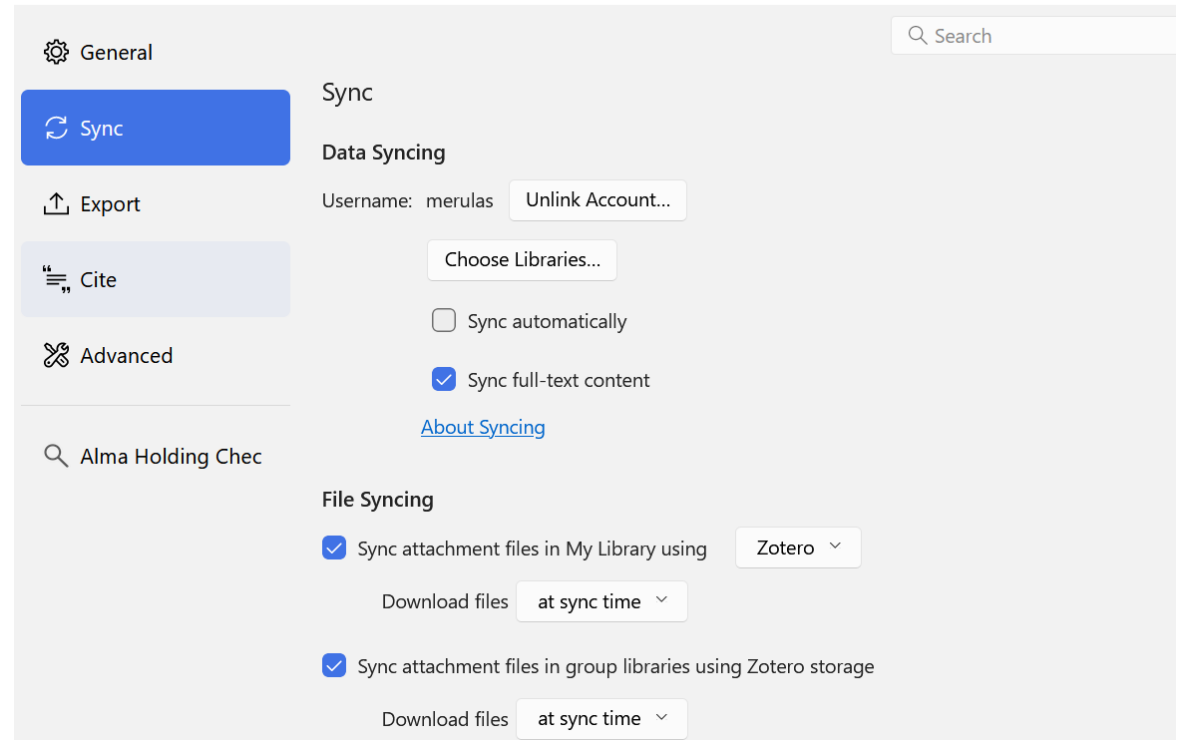 General
Sync
Export
Cite
Advanced
Alma Holding Chec
Search
Sync
Data Syncing
Username: merulas Unlink Account...
Choose Libraries...
Sync automatically
Sync full-text content
About Syncing
File Syncing
Sync attachment files in My Library using Zotero
Download files at sync time
Sync attachment files in group libraries using Zotero storage
Download files at sync time